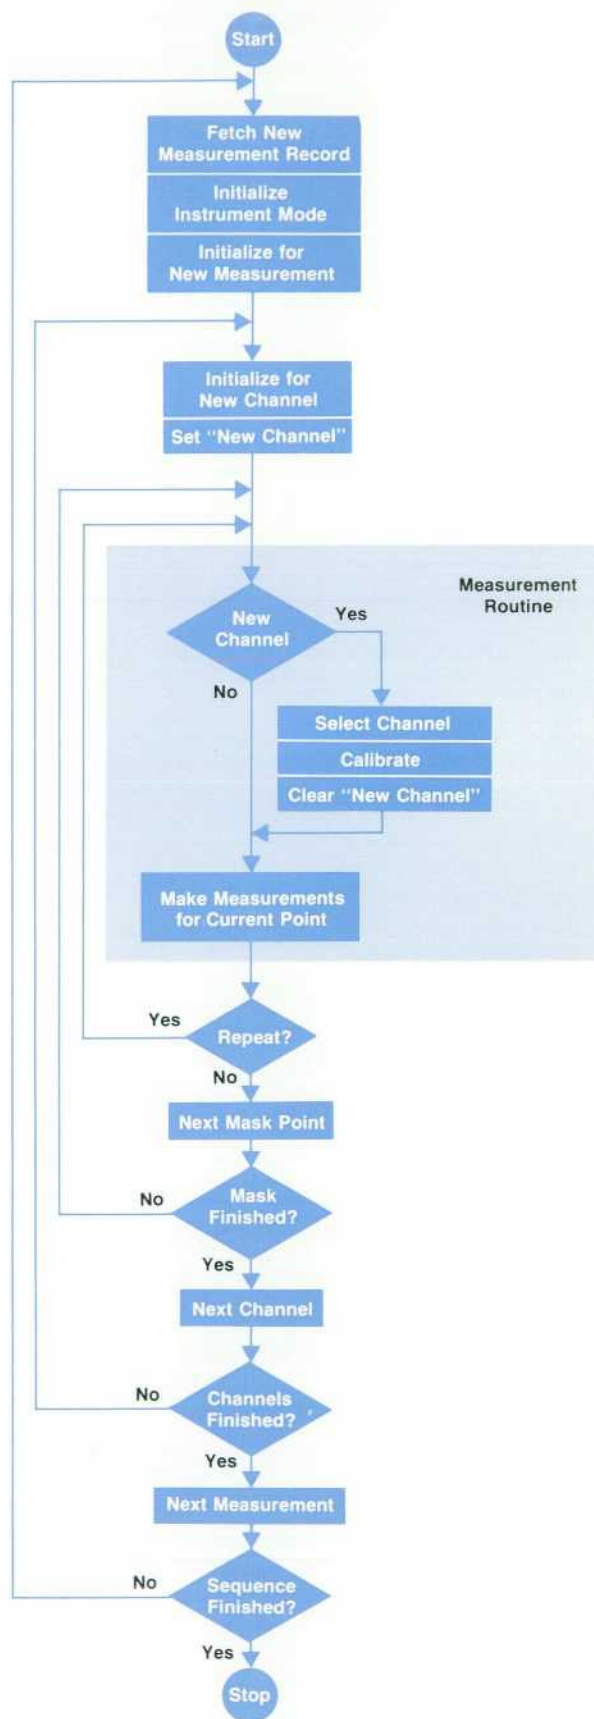 Start
Fetch New
Measurement Record
Initialize
Instrument Mode
Initialize for
New Measurement
Initialize for
New Channel
Set "New Channel"
Measurement
Routine
New
Channel
Yes
No
Select Channel
Calibrate
Clear "New Channel"
Make Measurements
for Current Point
Yes
Repeat?
No
Next Mask Point
No
Mask
Finished?
Yes
Next Channel
No
Channels
Finished?
Yes
Next Measurement
No
Sequence
Finished?
Yes
Stop